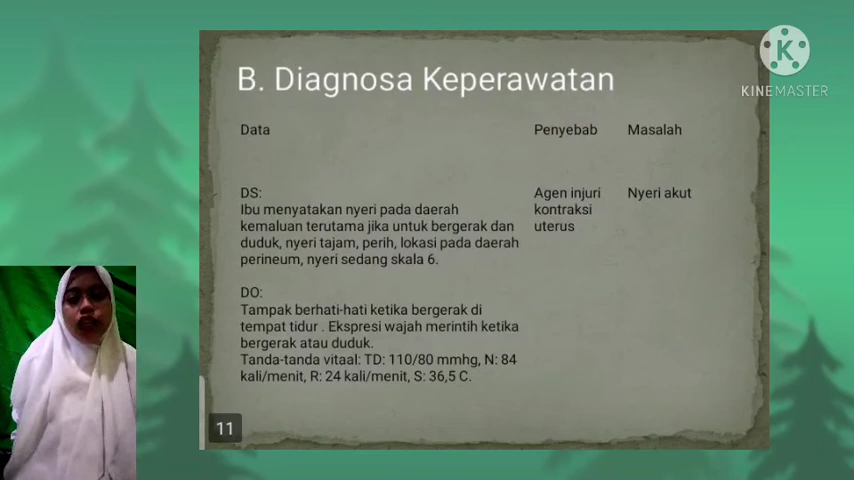 B. Diagnosa Keperawatan
KINEMASTER
Data Penyebab Masalah
DS:
Ibu menyatakan nyeri pada daerah
kemaluan terutama jika untuk bergerak dan
duduk, nyeri tajam, perih, lokasi pada daerah
perineum, nyeri sedang skala 6.
Agen injuri
kontraksi
uterus
Nyeri akut
DO:
Tampak berhati-hati ketika bergerak di
tempat tidur . Ekspresi wajah merintih ketika
bergerak atau duduk.
Tanda-tanda vitaal: TD: 110/80 mmhg, N: 84
kali/menit, R: 24 kali/menit, S: 36,5 C.
11